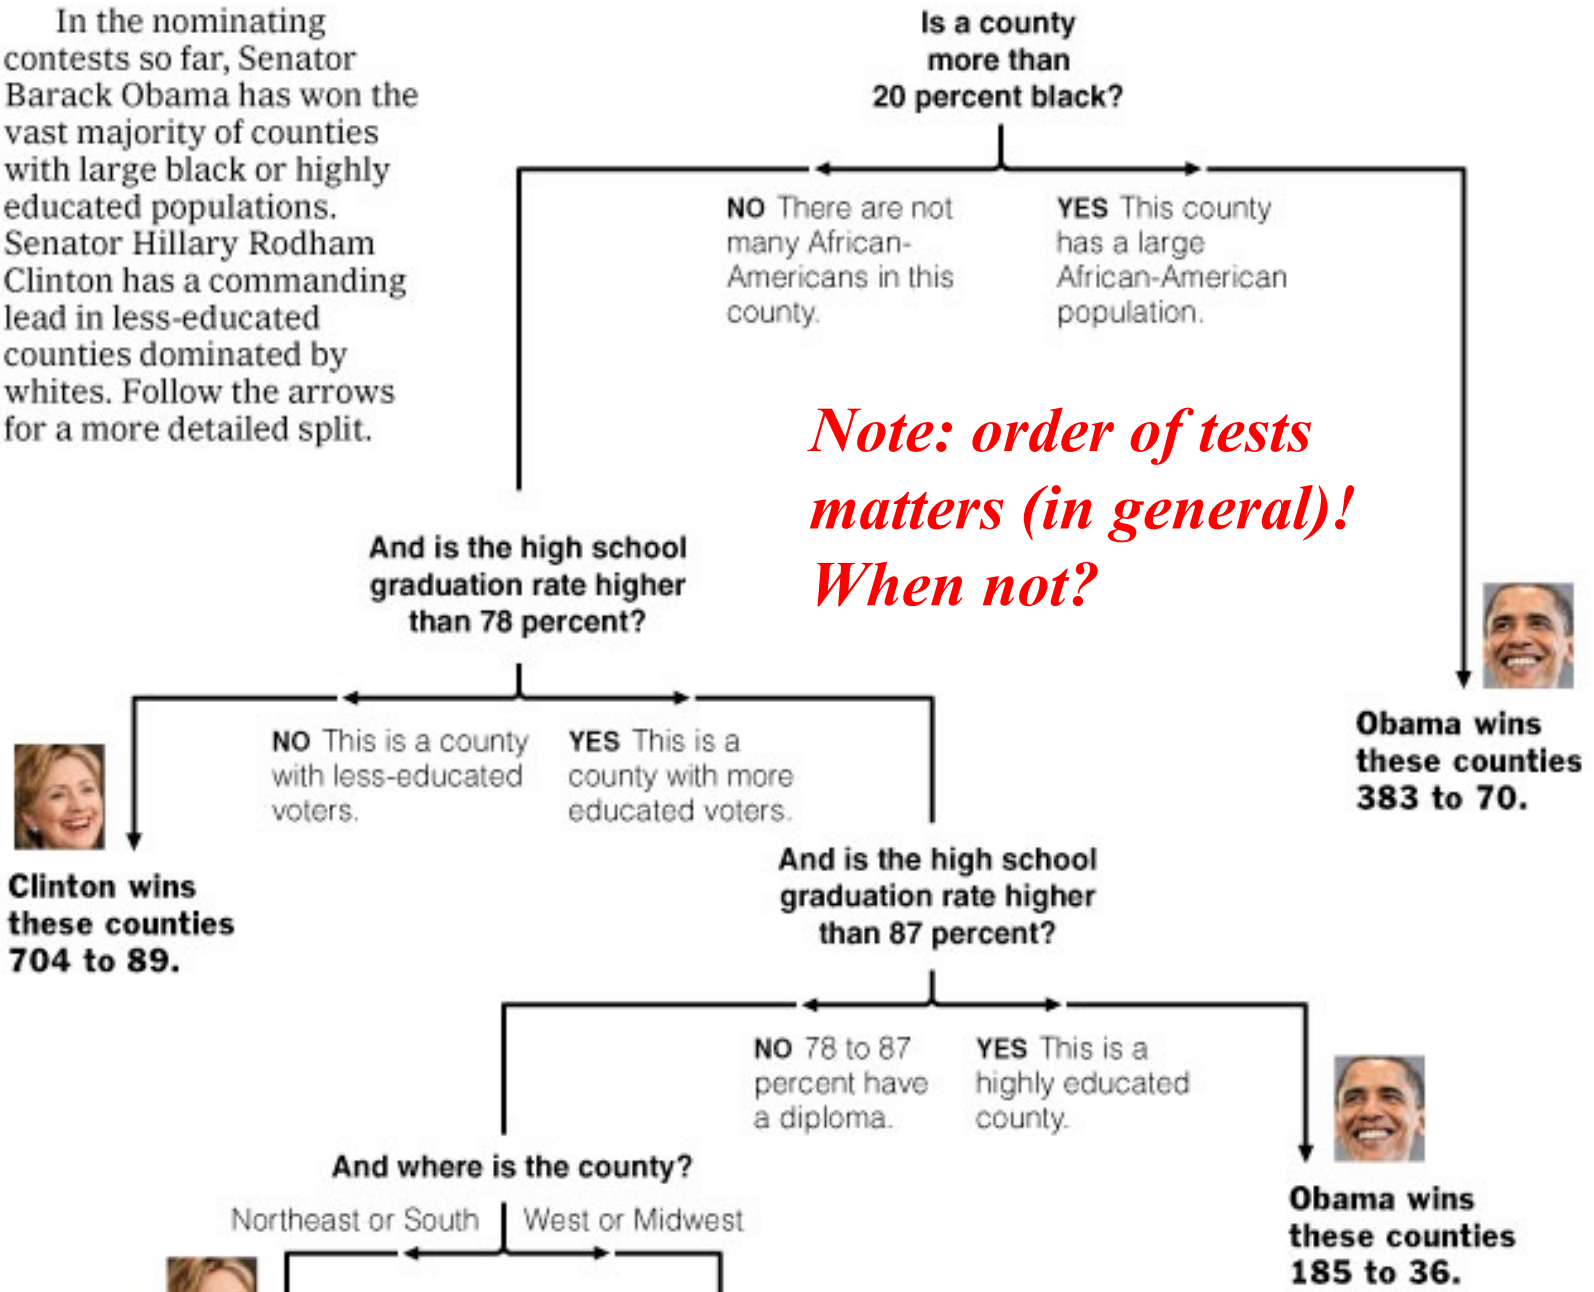 In the nominating
contests so far, Senator
Barack Obama has won the
vast majority of counties
with large black or highly
educated populations.
Senator Hillary Rodham
Clinton has a commanding
lead in less-educated
counties dominated by
whites. Follow the arrows
for a more detailed split.
Is a county
more than
20 percent black?
NO There are not
many African-
Americans in this
county.
YES This county
has a large
African-American
population.
Note: order of tests
matters (in general)!
When not?
And is the high school
graduation rate higher
than 78 percent?
Obama wins
these counties
383 to 70.
NO This is a county
with less-educated
voters.
YES This is a
county with more
educated voters.
Clinton wins
these counties
704 to 89.
And is the high school
graduation rate higher
than 87 percent?
NO 78 to 87
percent have
a diploma.
YES This is a
highly educated
county.
And where is the county?
Northeast or South
West or Midwest
Obama wins
these counties
185 to 36.